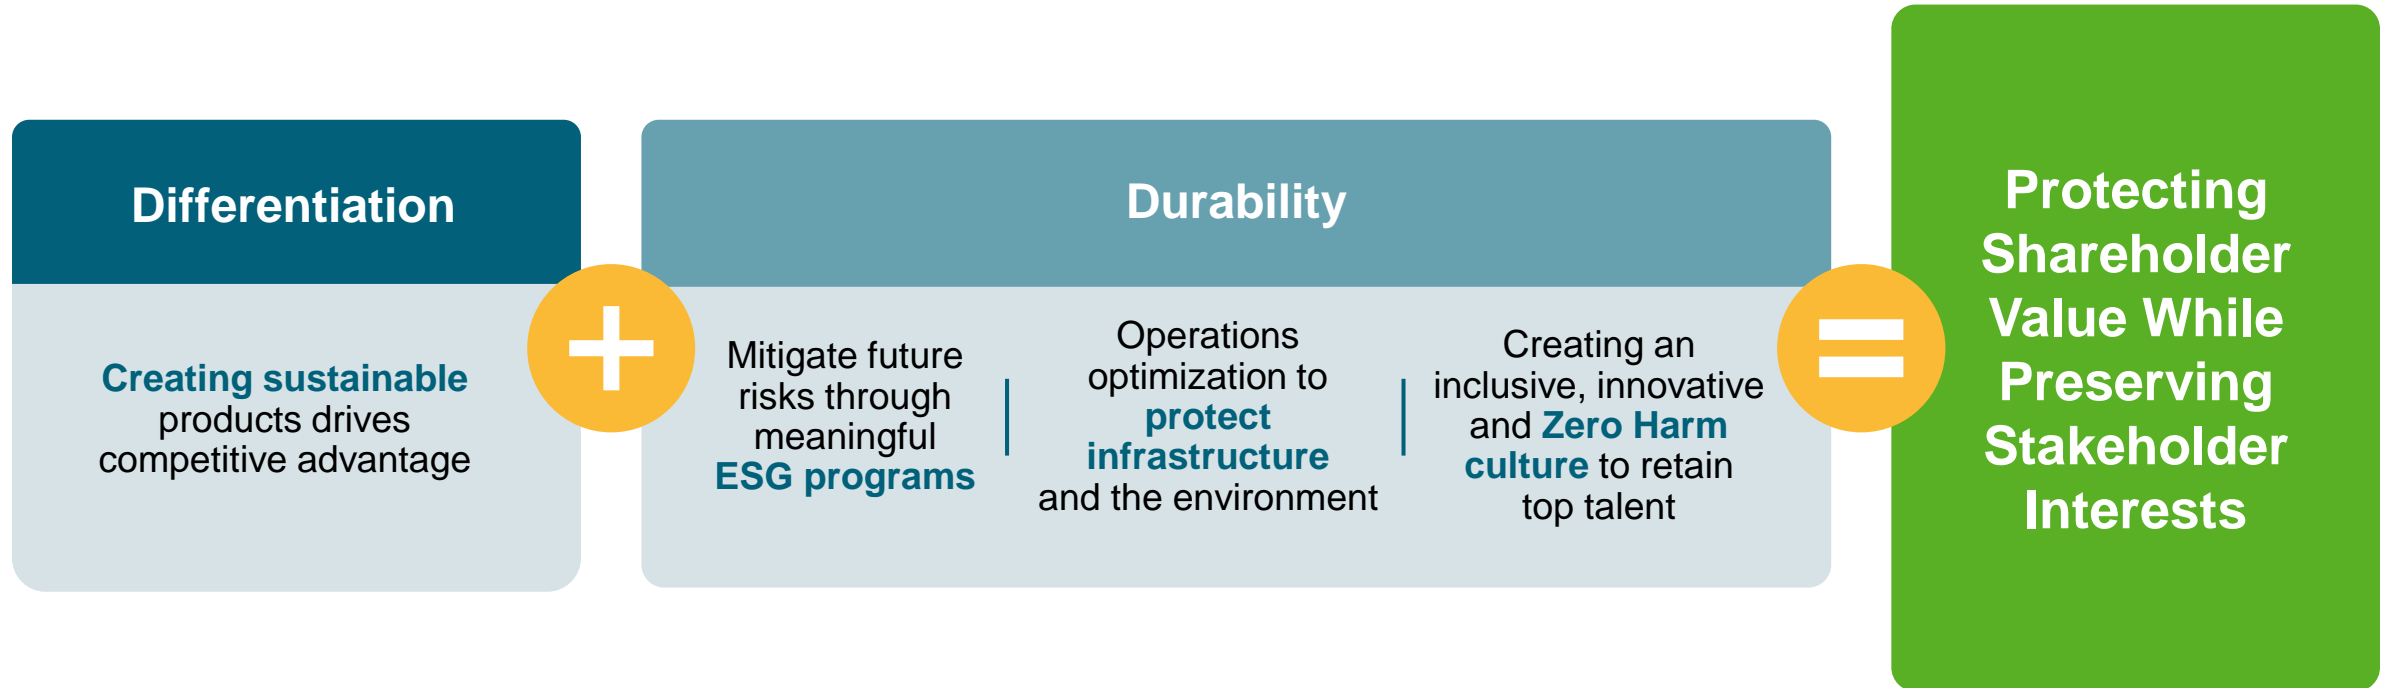 Differentiation
Creating sustainable
products drives
competitive advantage
+
Durability
Mitigate future
risks through
meaningful
ESG programs
Operations
optimization to
protect
infrastructure
and the environment
Creating an
inclusive, innovative
and Zero Harm
culture to retain
top talent
=
Protecting
Shareholder
Value While
Preserving
Stakeholder
Interests